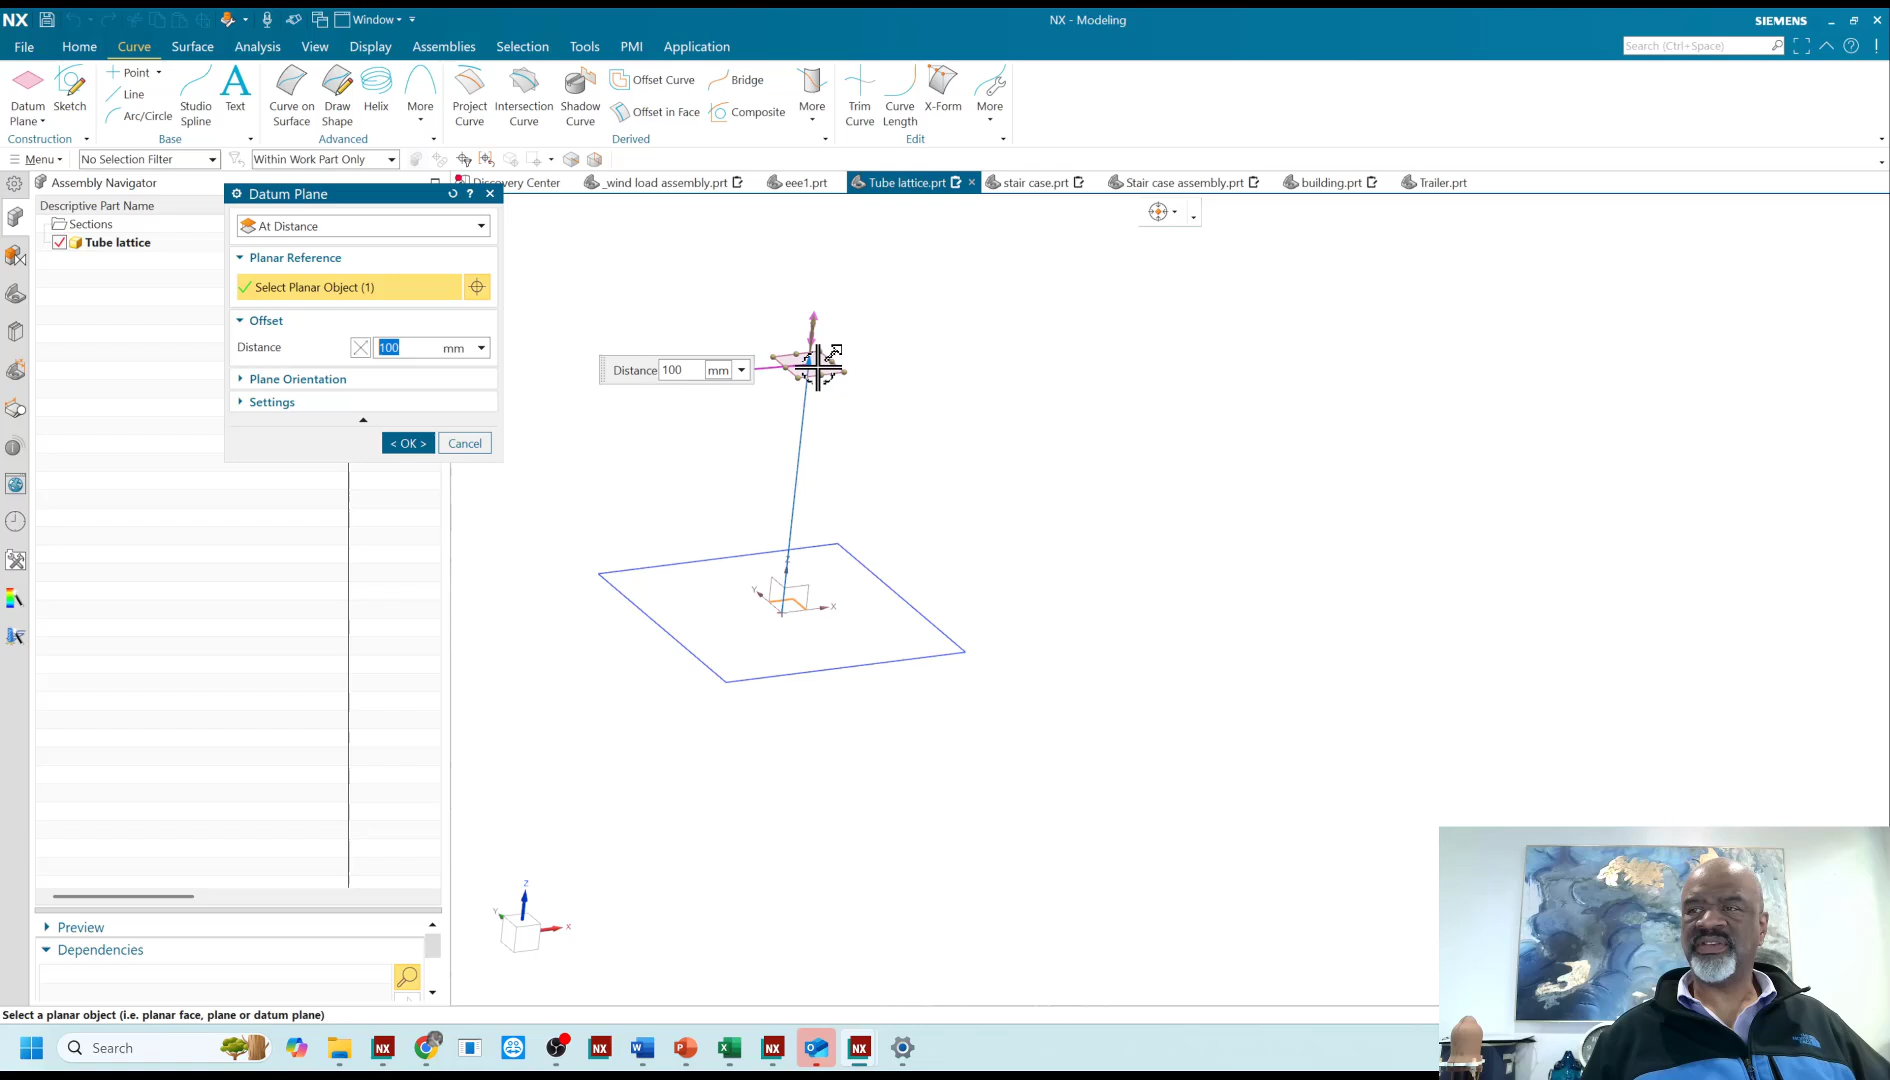 NX
Window
NX - Modeling
SIEMENS
File
Home
Curve
Surface
Analysis
View
Display
Assemblies
Selection
Tools
PMI
Application
Search (Ctrl+Space)
Datum
Plane
Sketch
Point
Line
Arc/Circle
Studio
Spline
Text
Curve on
Surface
Draw
Shape
Helix
More
Project
Curve
Intersection
Curve
Shadow
Curve
Offset Curve
Offset in Face
Bridge
Composite
More
Trim
Curve
Curve
Length
X-Form
More
Construction
Base
Advanced
Derived
Edit
Menu
No Selection Filter
Within Work Part Only
Assembly Navigator
Discovery Center
_wind load assembly.prt
eee1.prt
Tube lattice.prt
stair case.prt
Stair case assembly.prt
building.prt
Trailer.prt
Descriptive Part Name
Sections
Tube lattice
Datum Plane
At Distance
Planar Reference
Select Planar Object (1)
Offset
Distance
100
mm
Plane Orientation
Settings
< OK >
Cancel
Distance
100
mm
Z
Y
X
Z
Y
X
Preview
Dependencies
Select a planar object (i.e. planar face, plane or datum plane)
Search